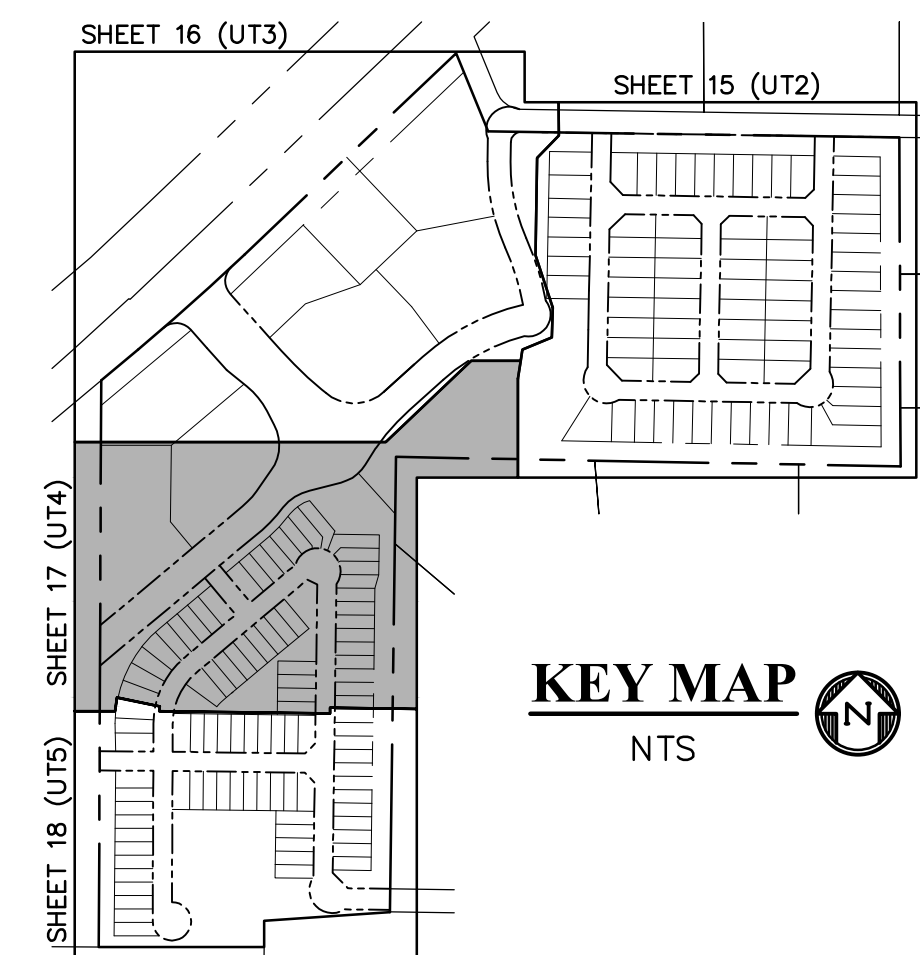 SHEET 16 (UT3)
SHEET 15 (UT2)
SHEET 17 (UT4)
KEY MAP
N
NTS
SHEET 18 (UT5)